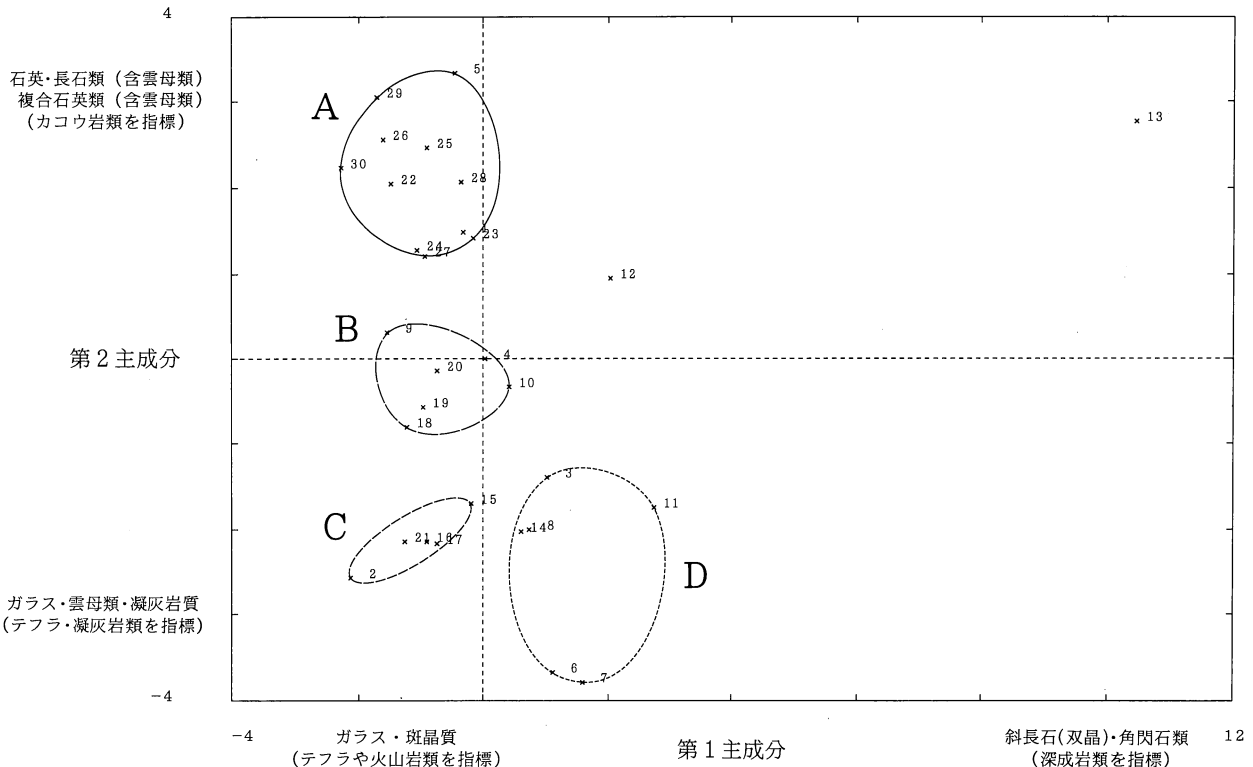 4
石英・長石類（含雲母類）
複合石英類（含雲母類）
（カコウ岩類を指標）
A
5
29
13
26
25
30
22
28
23
24
27
12
B
9
4
第２主成分
20
10
19
18
3
15
11
C
14
8
21
16
17
2
D
ガラス・雲母類・凝灰岩質
（テフラ・凝灰岩類を指標）
6
7
−4
−4
ガラス・斑晶質
（テフラや火山岩類を指標）
第１主成分
斜長石(双晶)・角閃石類
（深成岩類を指標）
12